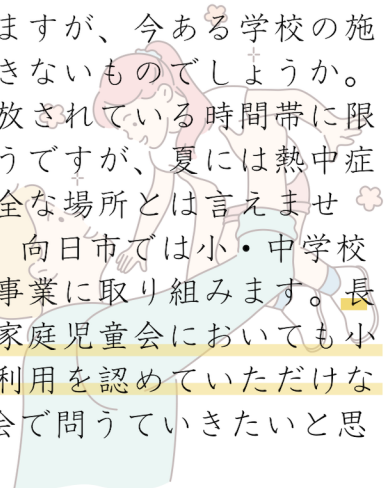 ますが、今ある学校の施
きないものでしょうか。
放されている時間帯に限
うですが、夏には熱中症
全な場所とは言えませ
向日市では小・中学校
事業に取り組みます。長
家庭児童会においても小
利用を認めていただけな
会で問うていきたいと思